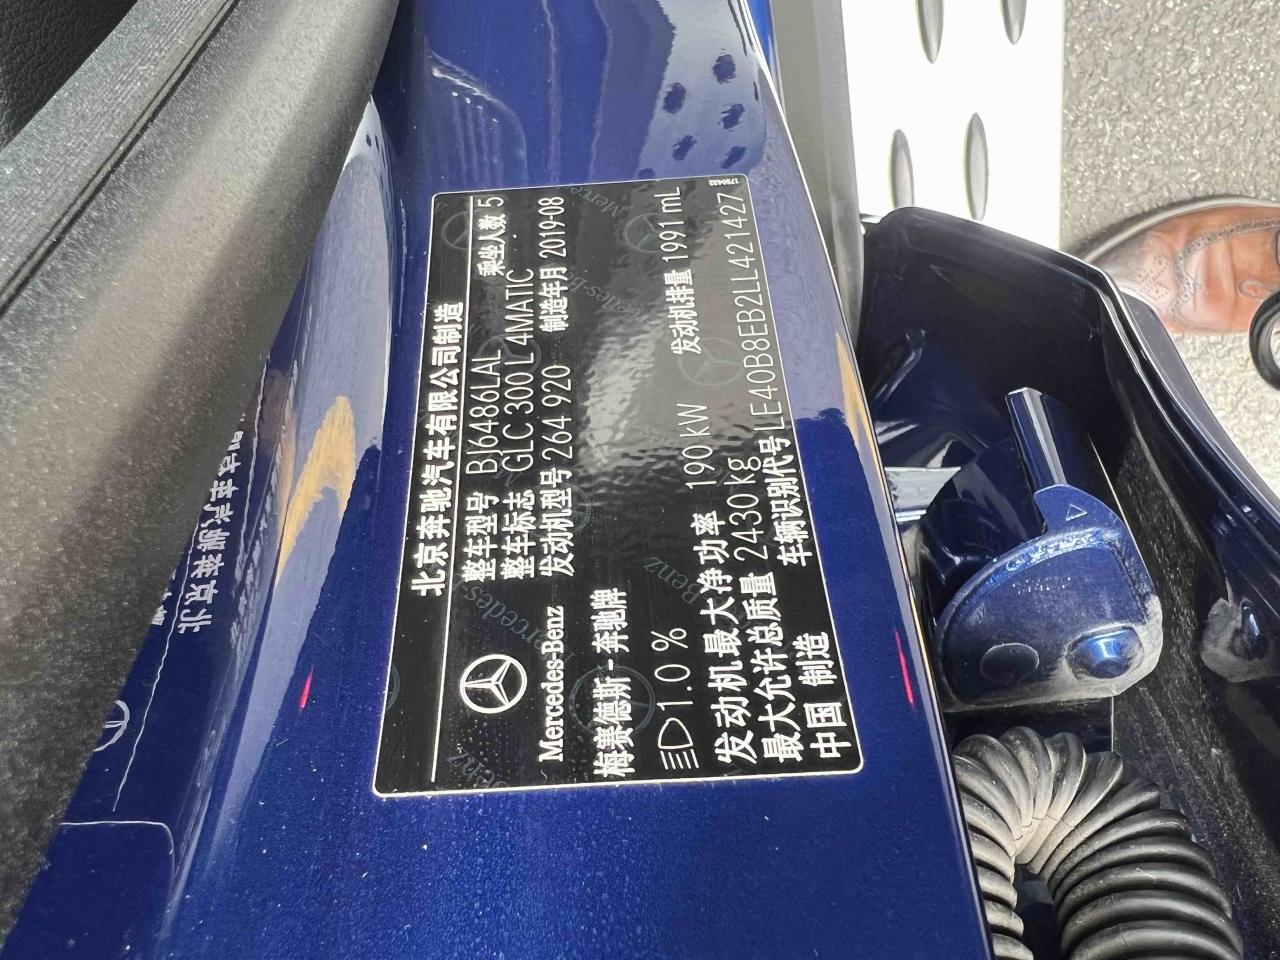 179042
北京奔驰汽车有限公司制造
整车型号 BJ6486LAL 乘坐人数 5
整车标志 GLC 300 L 4MATIC
发动机型号 264 920 制造年月 2019-08
Mercedes-Benz
梅赛德斯-奔驰牌
1.0 %
发动机最大净功率 190 kW 发动机排量 1991 mL
最大允许总质量 2430 kg
中国 制造 车辆识别代号 LE40B8EB2LL421427